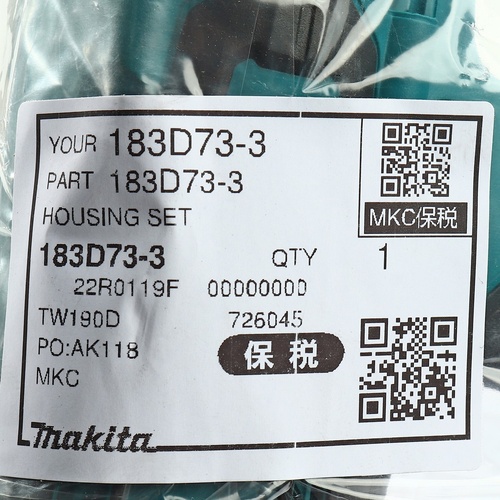 YOUR 183D73-3
PART 183D73-3
MKC保税
HOUSING SET
183D73-3 QTY 1
22R0119F 00000000
TW190D 726045
PO:AK118 保税
MKC
makita